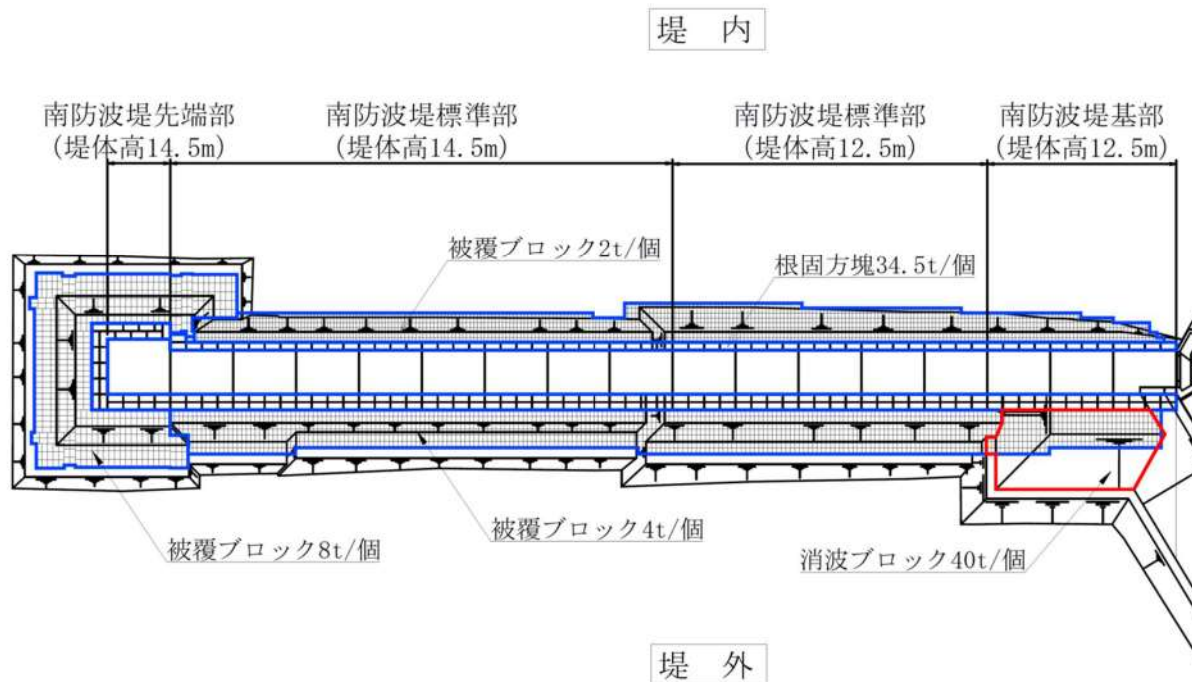 堤 内
南防波堤先端部
(堤体高14.5m)
南防波堤標準部
(堤体高14.5m)
南防波堤標準部
(堤体高12.5m)
南防波堤基部
(堤体高12.5m)
被覆ブロック2t/個
根固方塊34.5t/個
被覆ブロック8t/個
被覆ブロック4t/個
消波ブロック40t/個
堤 外